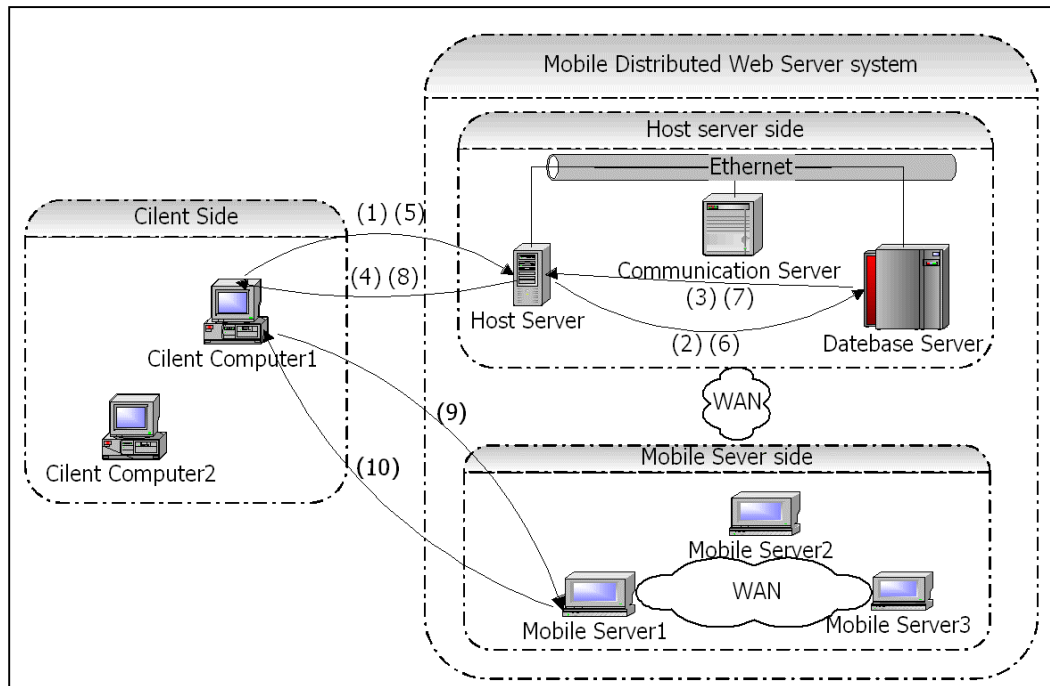 Mobile Distributed Web Server system
Host server side
Ethernet
Cilent Side
(1) (5)
(4) (8)
Communication Server
(3) (7)
Host Server
(2) (6)
Datebase Server
Cilent Computer1
WAN
(9)
Cilent Computer2
(10)
Mobile Sever side
Mobile Server2
WAN
Mobile Server1
Mobile Server3